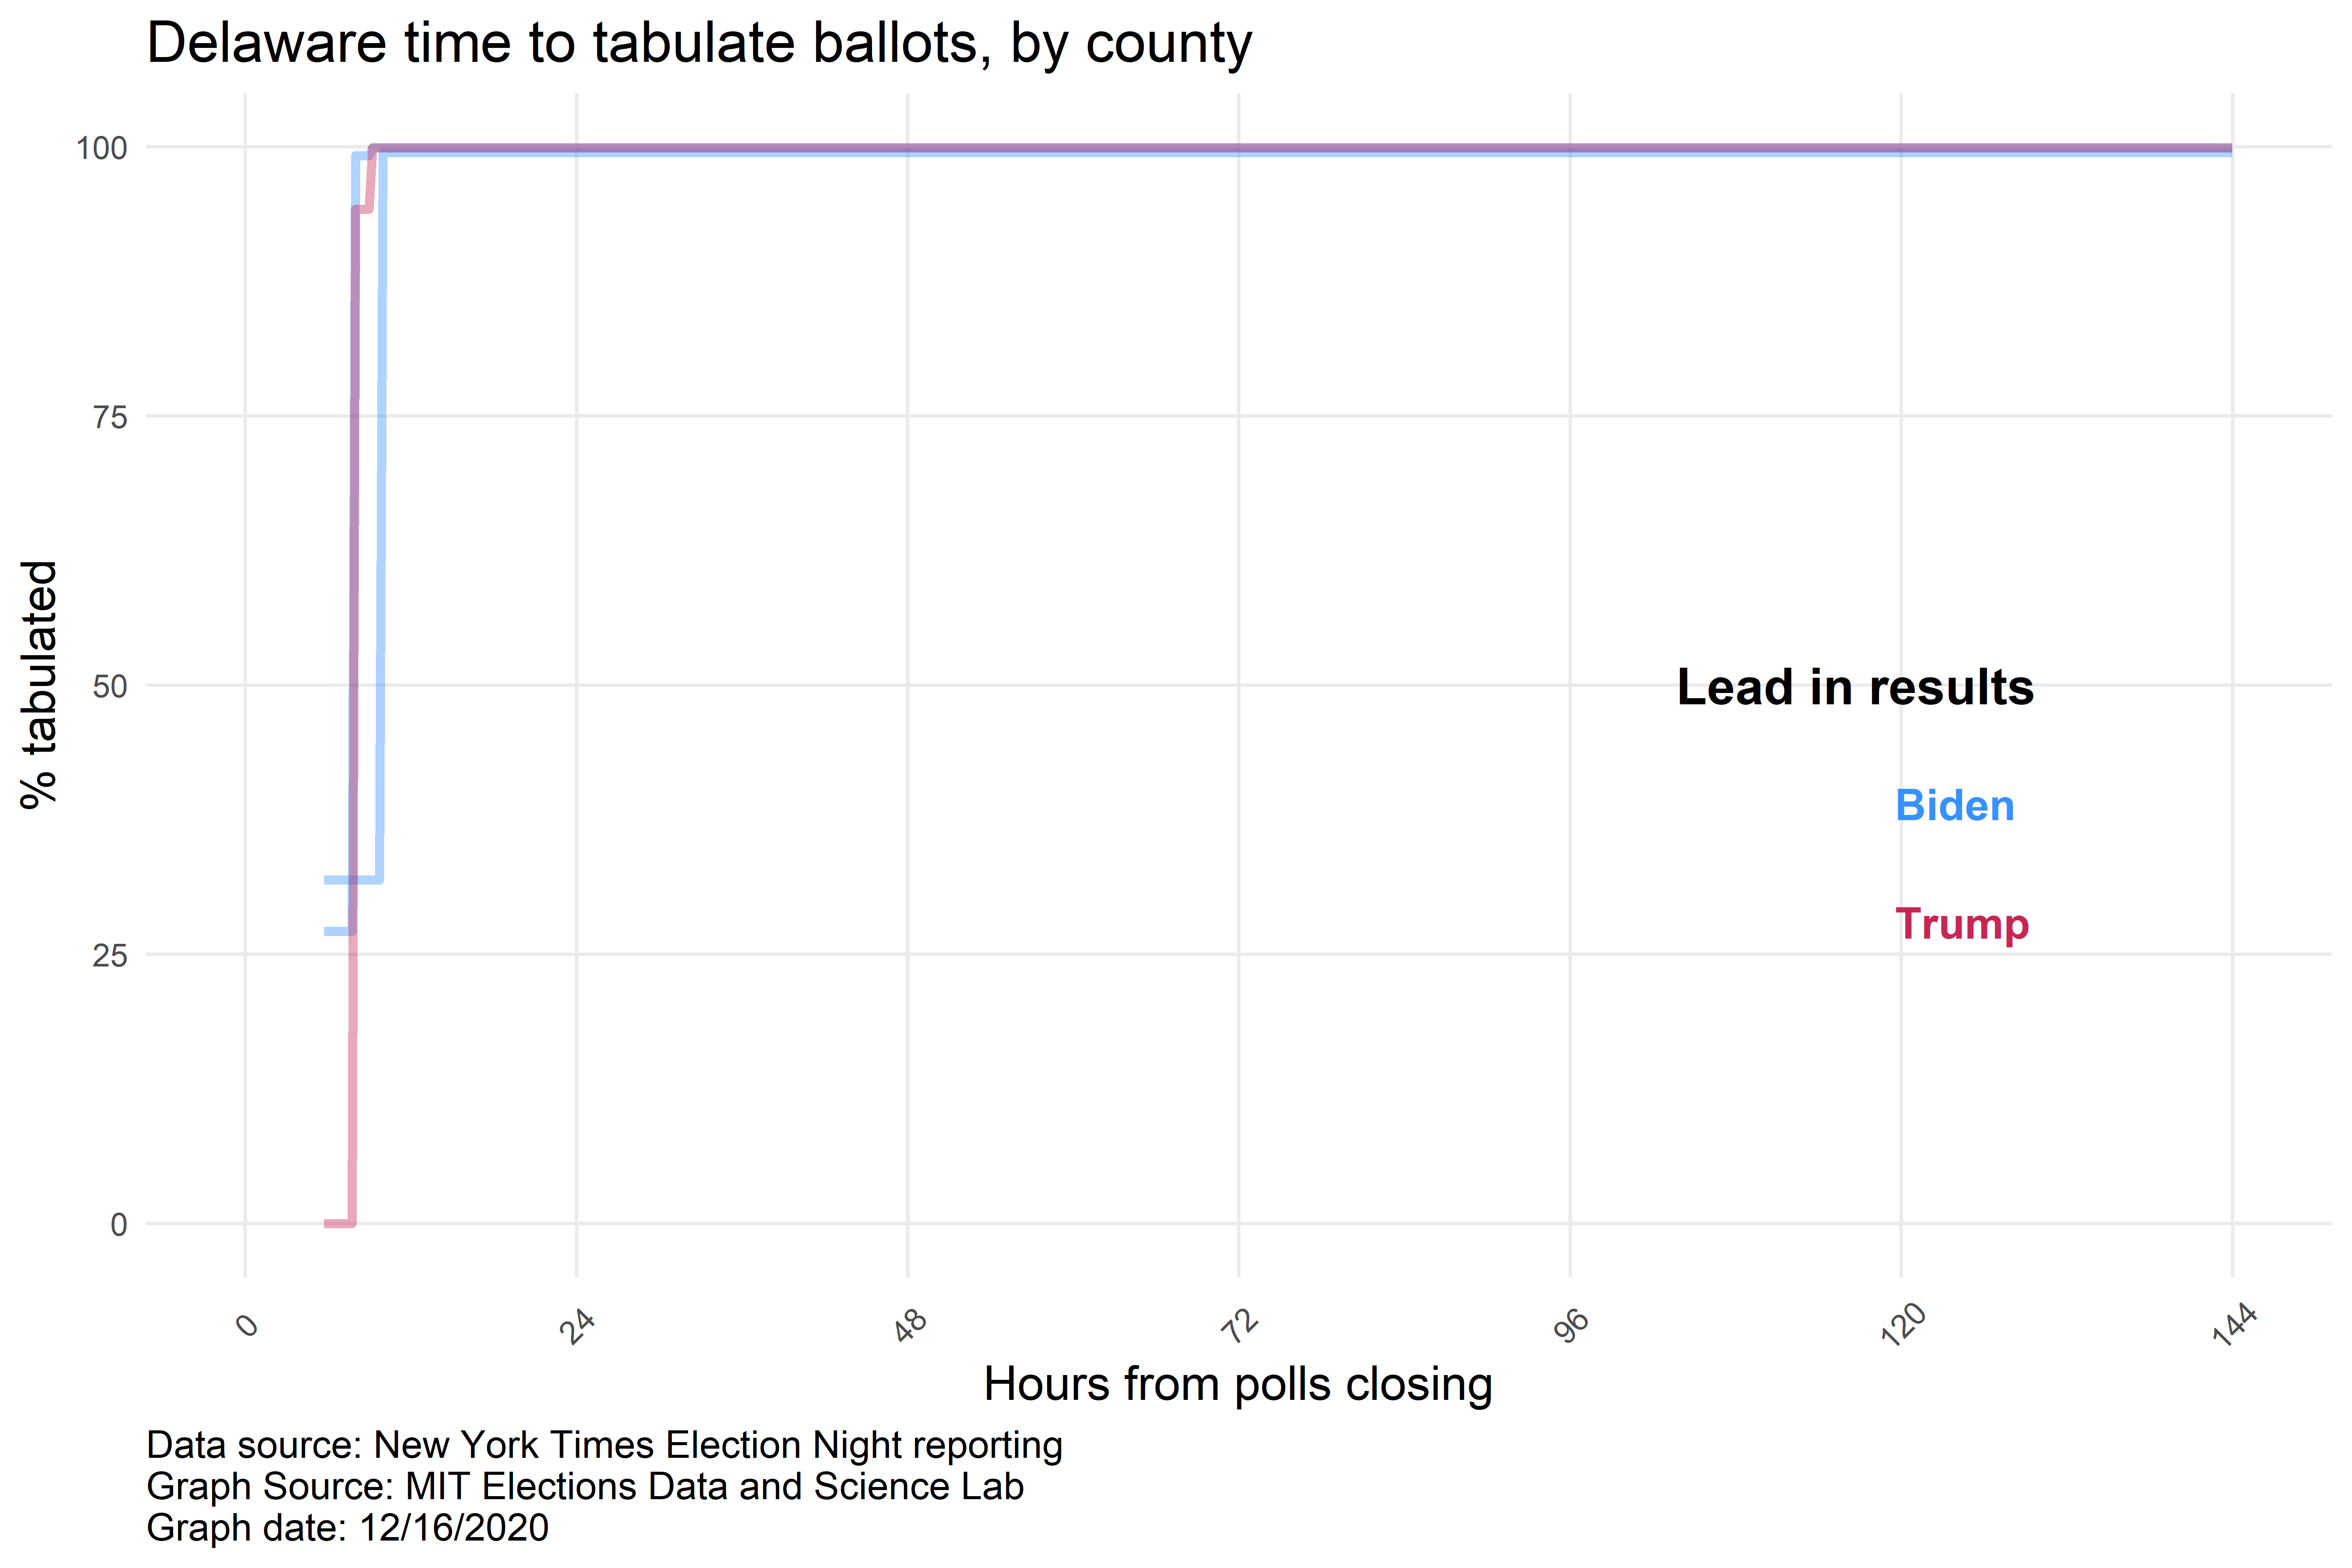 Delaware time to tabulate ballots, by county
100
75
50
25
0
% tabulated
Lead in results
Biden
Trump
0
24
48
72
96
120
144
Hours from polls closing
Data source: New York Times Election Night reporting
Graph Source: MIT Elections Data and Science Lab
Graph date: 12/16/2020